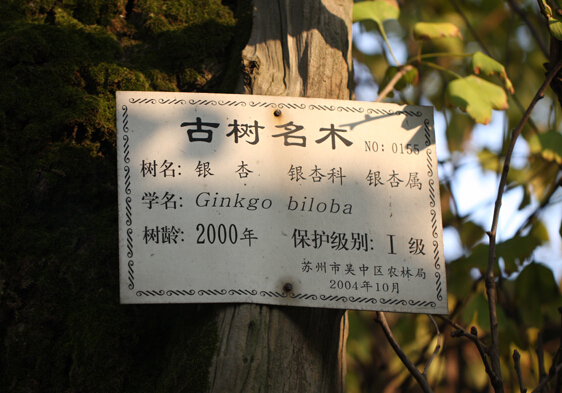 古树名木 NO: 0155
树名: 银 杏 银杏科 银杏属
学名: Ginkgo biloba
树龄: 2000年 保护级别: Ⅰ级
苏州市吴中区农林局
2004年10月